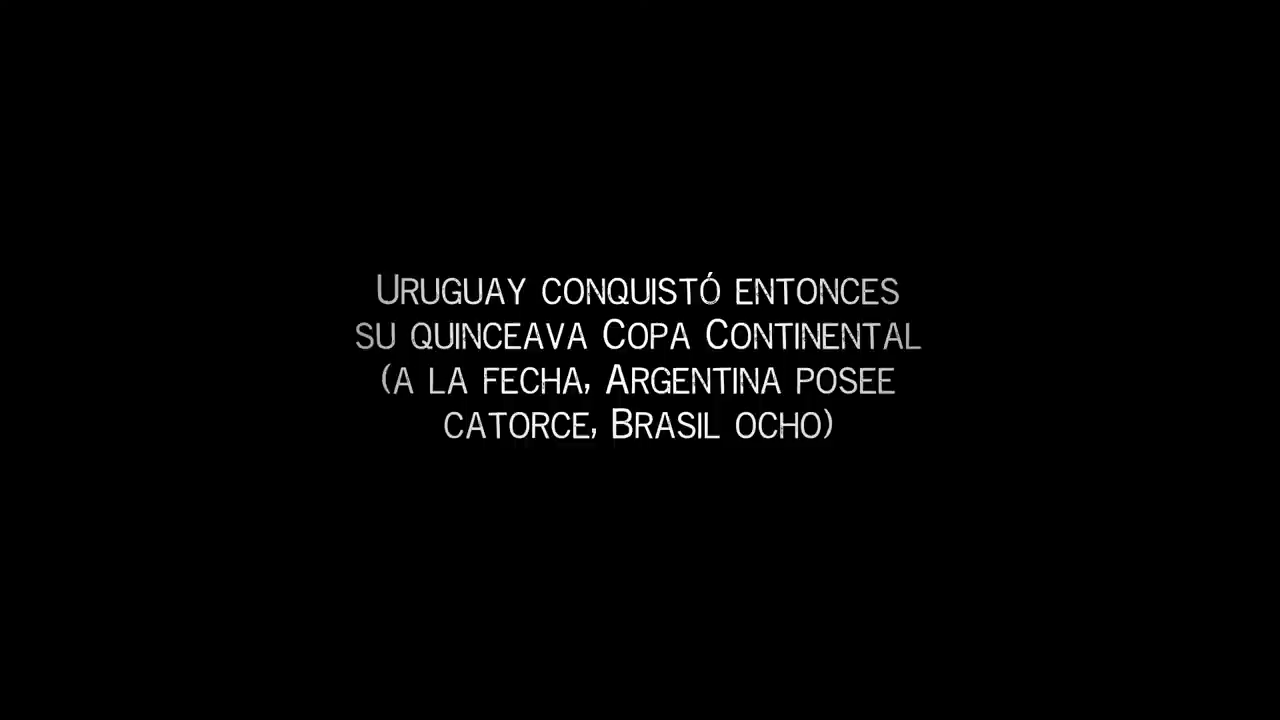 Uruguay conquistó entonces
su quinceava Copa Continental
(a la fecha, Argentina posee
catorce, Brasil ocho)